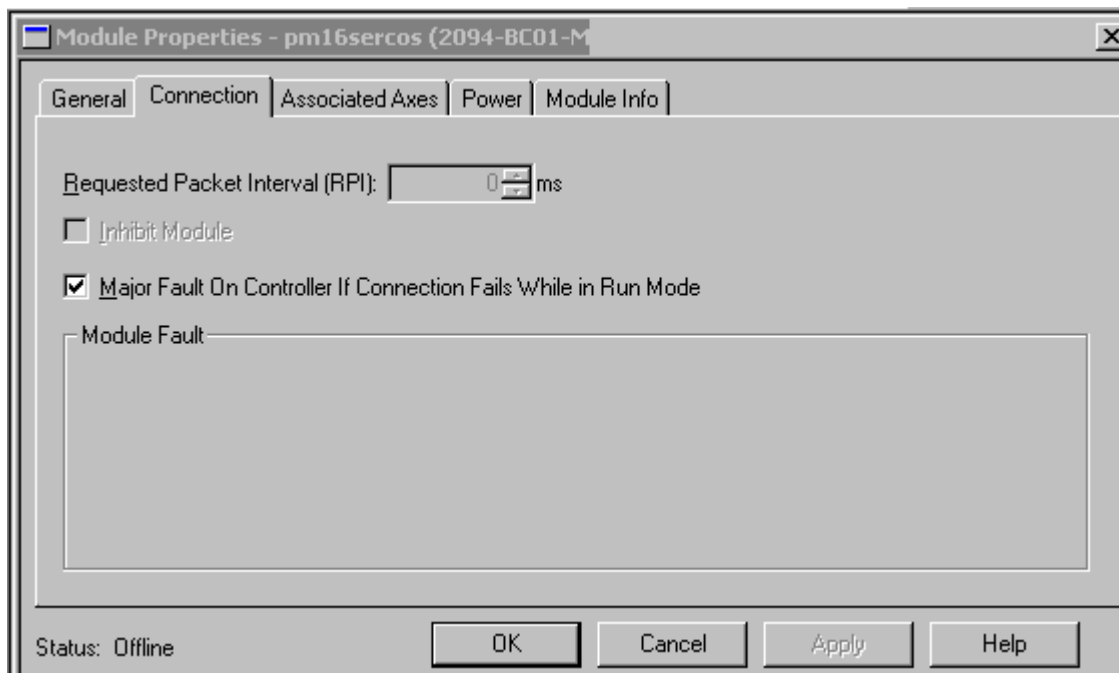 Module Properties - pm16sercos (2094-BC01-M
General Connection Associated Axes Power Module Info
Requested Packet Interval (RPI): 0 ms
Inhibit Module
Major Fault On Controller If Connection Fails While in Run Mode
Module Fault
Status: Offline OK Cancel Apply Help